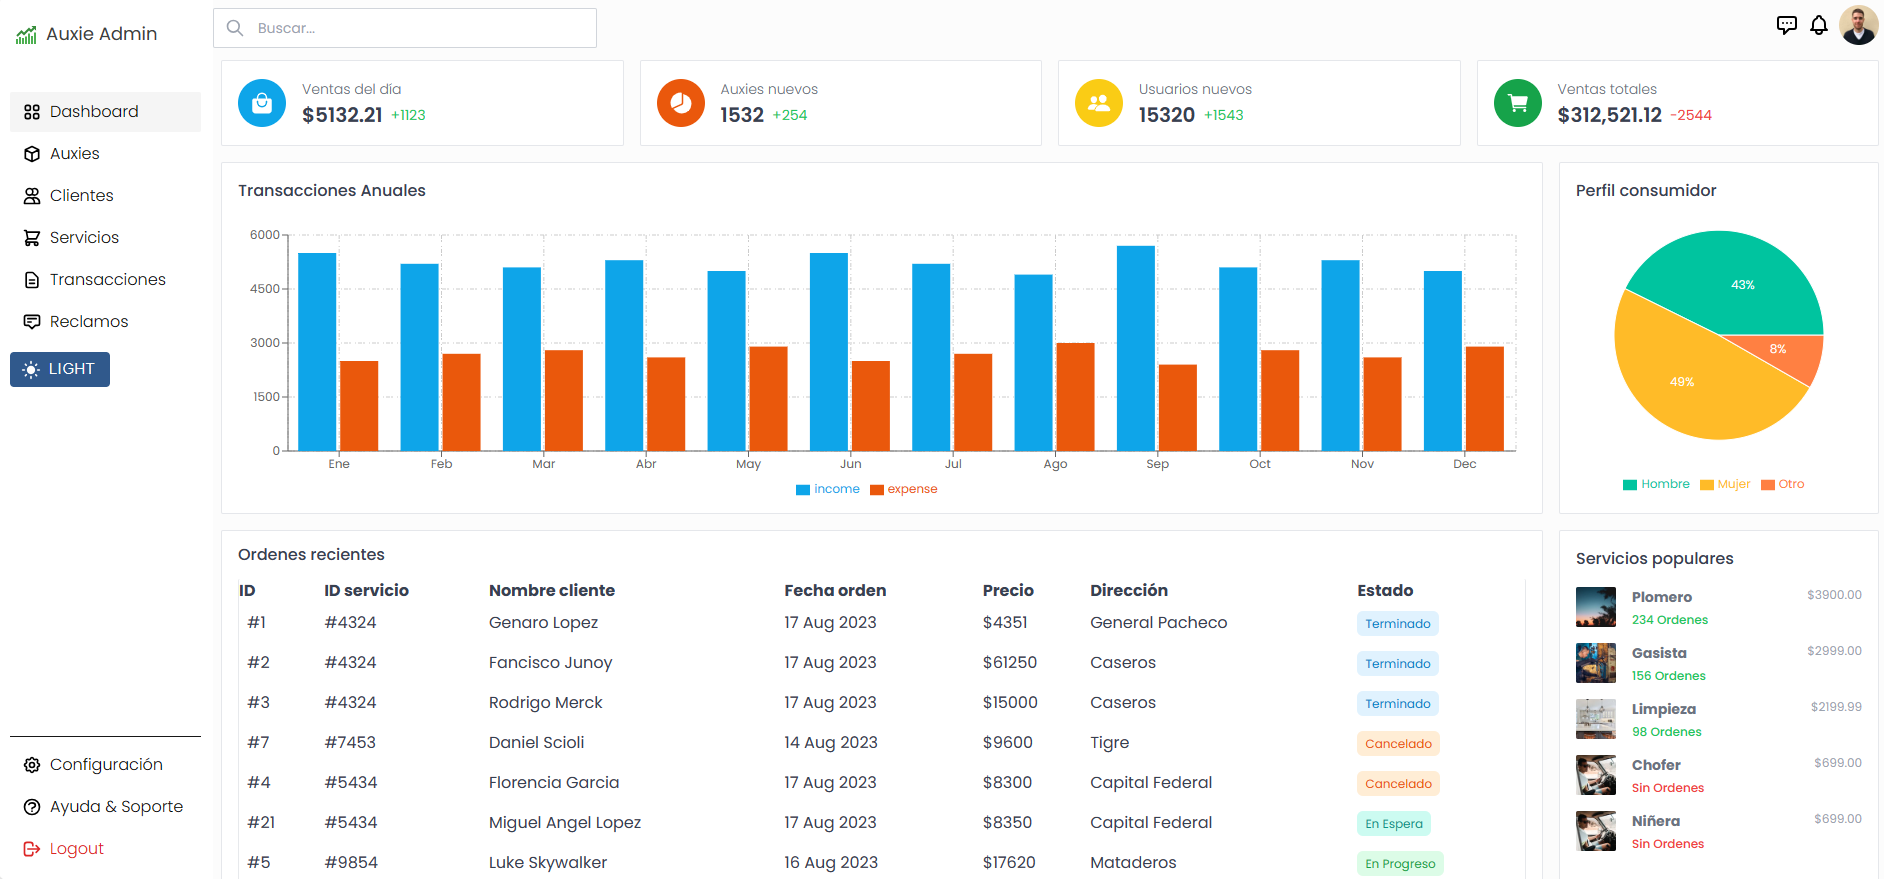 Auxie Admin
Buscar...
Dashboard
Auxies
Clientes
Servicios
Transacciones
Reclamos
LIGHT
Configuración
Ayuda & Soporte
Logout
Ventas del día
$5132.21 +1123
Auxies nuevos
1532 +254
Usuarios nuevos
15320 +1543
Ventas totales
$312,521.12 -2544
Transacciones Anuales
6000
4500
3000
1500
0
Ene Feb Mar Abr May Jun Jul Ago Sep Oct Nov Dec
income expense
Perfil consumidor
43%
8%
49%
Hombre Mujer Otro
Ordenes recientes
ID ID servicio Nombre cliente Fecha orden Precio Dirección Estado
#1 #4324 Genaro Lopez 17 Aug 2023 $4351 General Pacheco Terminado
#2 #4324 Fancisco Junoy 17 Aug 2023 $61250 Caseros Terminado
#3 #4324 Rodrigo Merck 17 Aug 2023 $15000 Caseros Terminado
#7 #7453 Daniel Scioli 14 Aug 2023 $9600 Tigre Cancelado
#4 #5434 Florencia Garcia 17 Aug 2023 $8300 Capital Federal Cancelado
#21 #5434 Miguel Angel Lopez 17 Aug 2023 $8350 Capital Federal En Espera
#5 #9854 Luke Skywalker 16 Aug 2023 $17620 Mataderos En Progreso
Servicios populares
Plomero $3900.00
234 Ordenes
Gasista $2999.00
156 Ordenes
Limpieza $2199.99
98 Ordenes
Chofer $699.00
Sin Ordenes
Niñera $699.00
Sin Ordenes